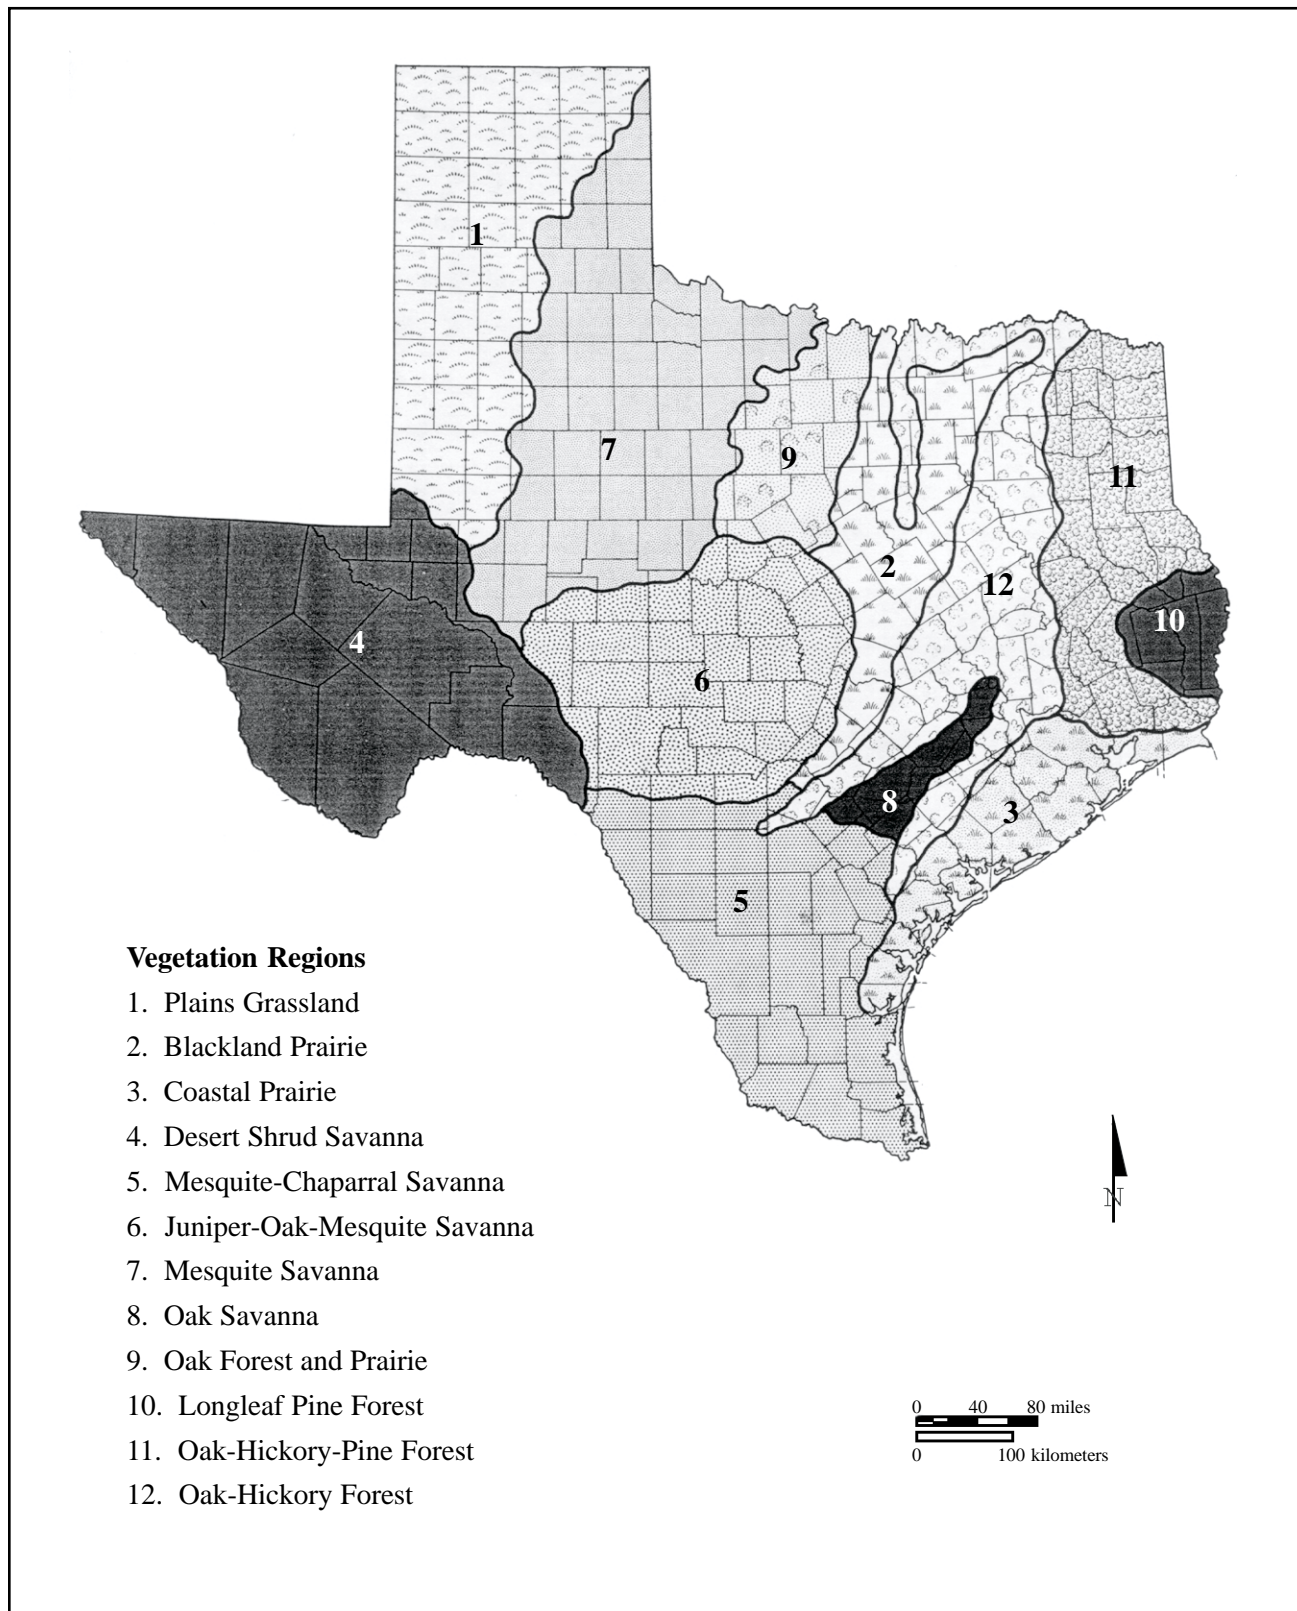 1
7
9
11
2
12
10
4
6
8
3
5
Vegetation Regions
1. Plains Grassland
2. Blackland Prairie
3. Coastal Prairie
4. Desert Shrud Savanna
5. Mesquite-Chaparral Savanna
6. Juniper-Oak-Mesquite Savanna
7. Mesquite Savanna
8. Oak Savanna
9. Oak Forest and Prairie
10. Longleaf Pine Forest
11. Oak-Hickory-Pine Forest
12. Oak-Hickory Forest
N
0 40 80 miles
0 100 kilometers